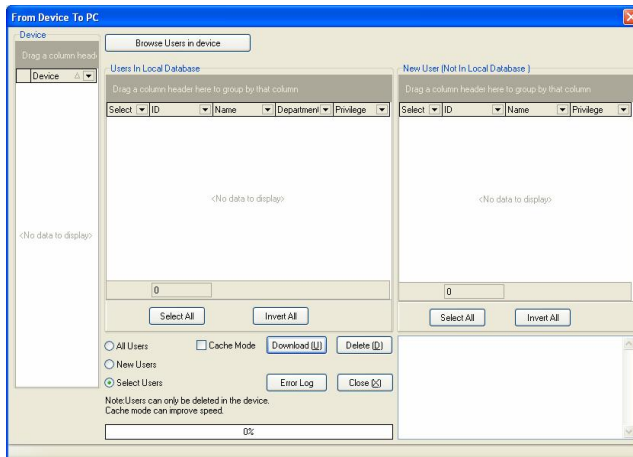 From Device To PC
Device
Drag a column head
Device
<No data to display>
Browse Users in device
Users In Local Database
Drag a column header here to group by that column
Select ID Name Department Privilege
<No data to display>
0
Select All Invert All
New User (Not In Local Database )
Drag a column header here to group by that column
Select ID Name Privilege
<No data to display>
0
Select All Invert All
All Users Cache Mode Download (U) Delete (D)
New Users
Select Users Error Log Close (X)
Note:Users can only be deleted in the device.
Cache mode can improve speed.
0%